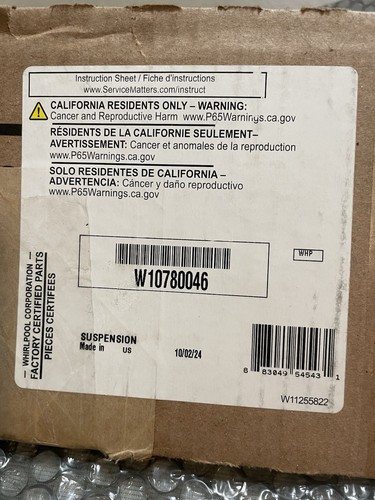 Instruction Sheet / Fiche d'instructions
www.ServiceMatters.com/instruct
CALIFORNIA RESIDENTS ONLY – WARNING:
Cancer and Reproductive Harm www.P65Warnings.ca.gov
RÉSIDENTS DE LA CALIFORNIE SEULEMENT–
AVERTISSEMENT: Cancer et anomales de la reproduction
www.P65Warnings.ca.gov
SOLO RESIDENTES DE CALIFORNIA –
ADVERTENCIA: Cáncer y daño reproductivo
www.P65Warnings.ca.gov
WHP
W10780046
— WHIRLPOOL CORPORATION —
FACTORY CERTIFIED PARTS
PIECES CERTIFEES
SUSPENSION
Made in US
10/02/24
8 83049 54543 1
W11255822